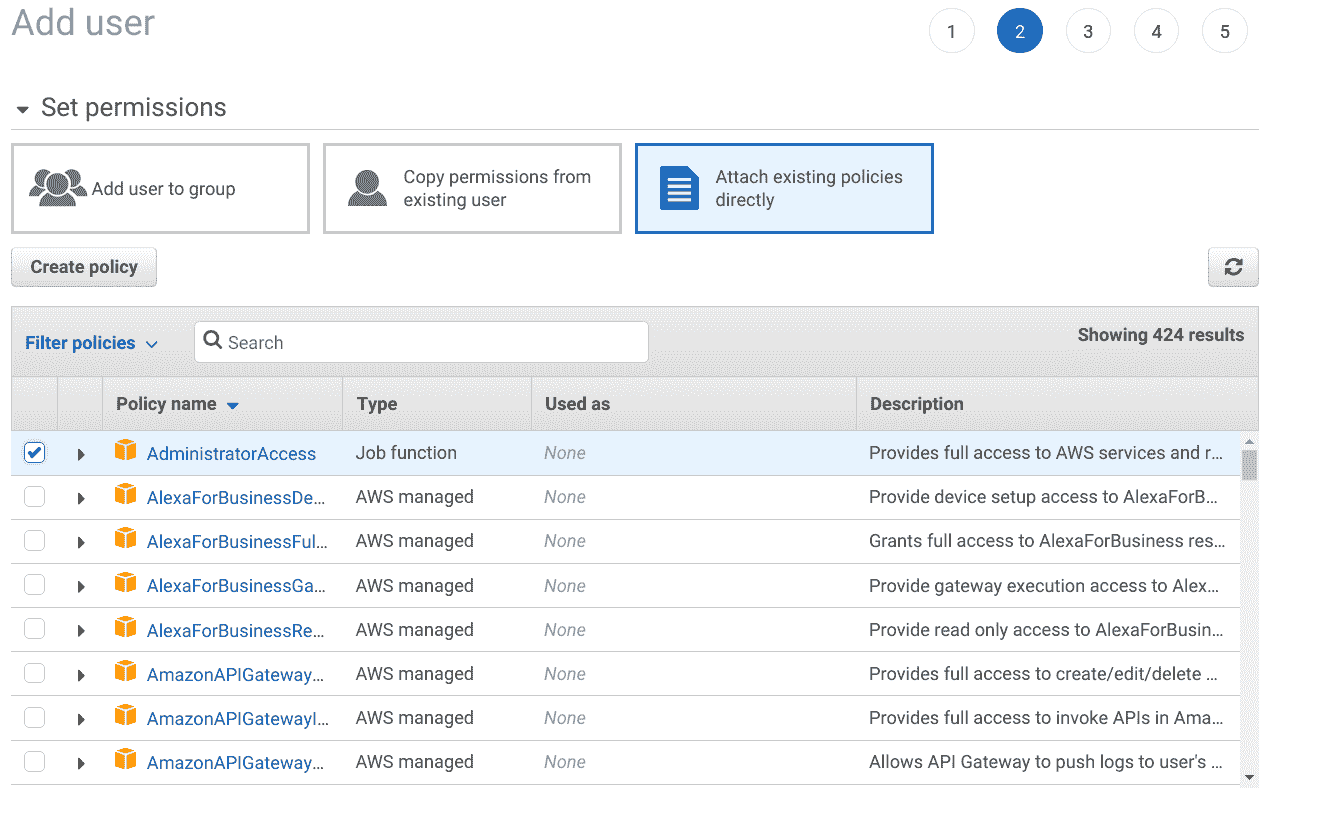 Add user
1 2 3 4 5
Set permissions
Add user to group
Copy permissions from
existing user
Attach existing policies
directly
Create policy
Filter policies Search Showing 424 results
Policy name Type Used as Description
AdministratorAccess Job function None Provides full access to AWS services and r...
AlexaForBusinessDe... AWS managed None Provide device setup access to AlexaForB...
AlexaForBusinessFul... AWS managed None Grants full access to AlexaForBusiness res...
AlexaForBusinessGa... AWS managed None Provide gateway execution access to Alex...
AlexaForBusinessRe... AWS managed None Provide read only access to AlexaForBusin...
AmazonAPIGateway... AWS managed None Provides full access to create/edit/delete ...
AmazonAPIGatewayI... AWS managed None Provides full access to invoke APIs in Ama...
AmazonAPIGateway... AWS managed None Allows API Gateway to push logs to user's ...